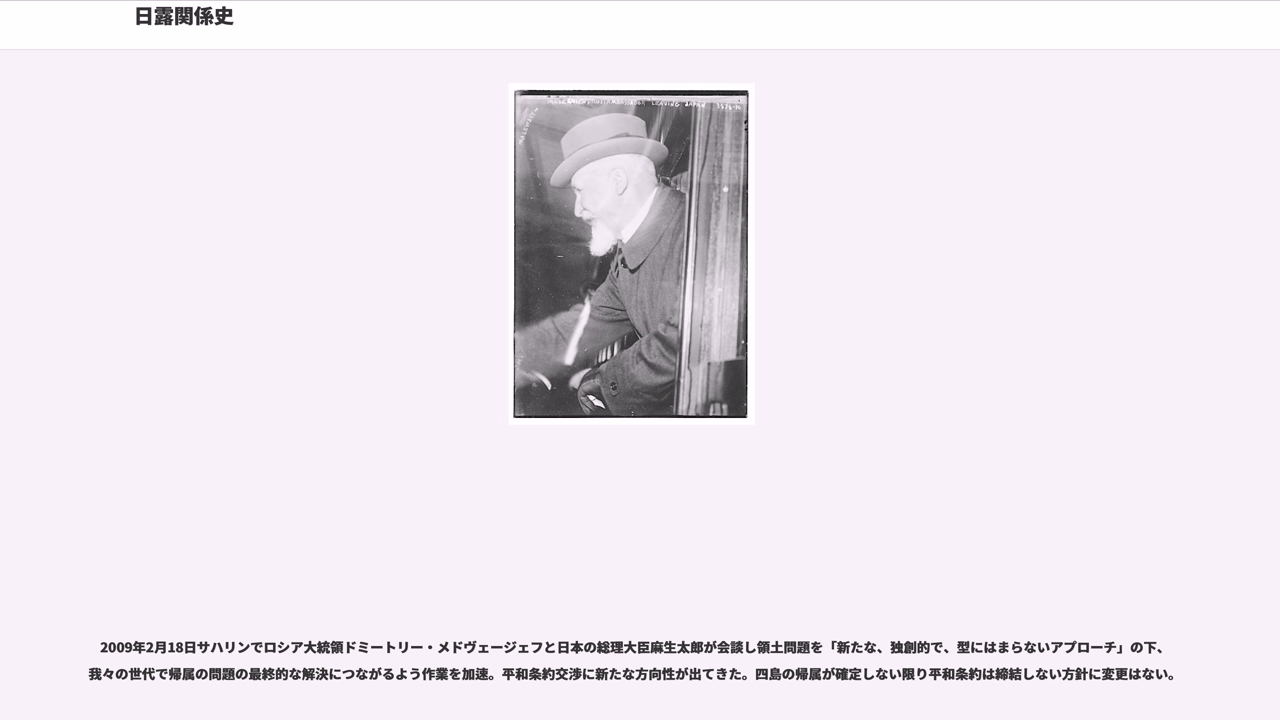 日露関係史
LEAVING JAPAN
2009年2月18日サハリンでロシア大統領ドミートリー・メドヴェージェフと日本の総理大臣麻生太郎が会談し領土問題を「新たな、独創的で、型にはまらないアプローチ」の下、
我々の世代で帰属の問題の最終的な解決につながるよう作業を加速。平和条約交渉に新たな方向性が出てきた。四島の帰属が確定しない限り平和条約は締結しない方針に変更はない。